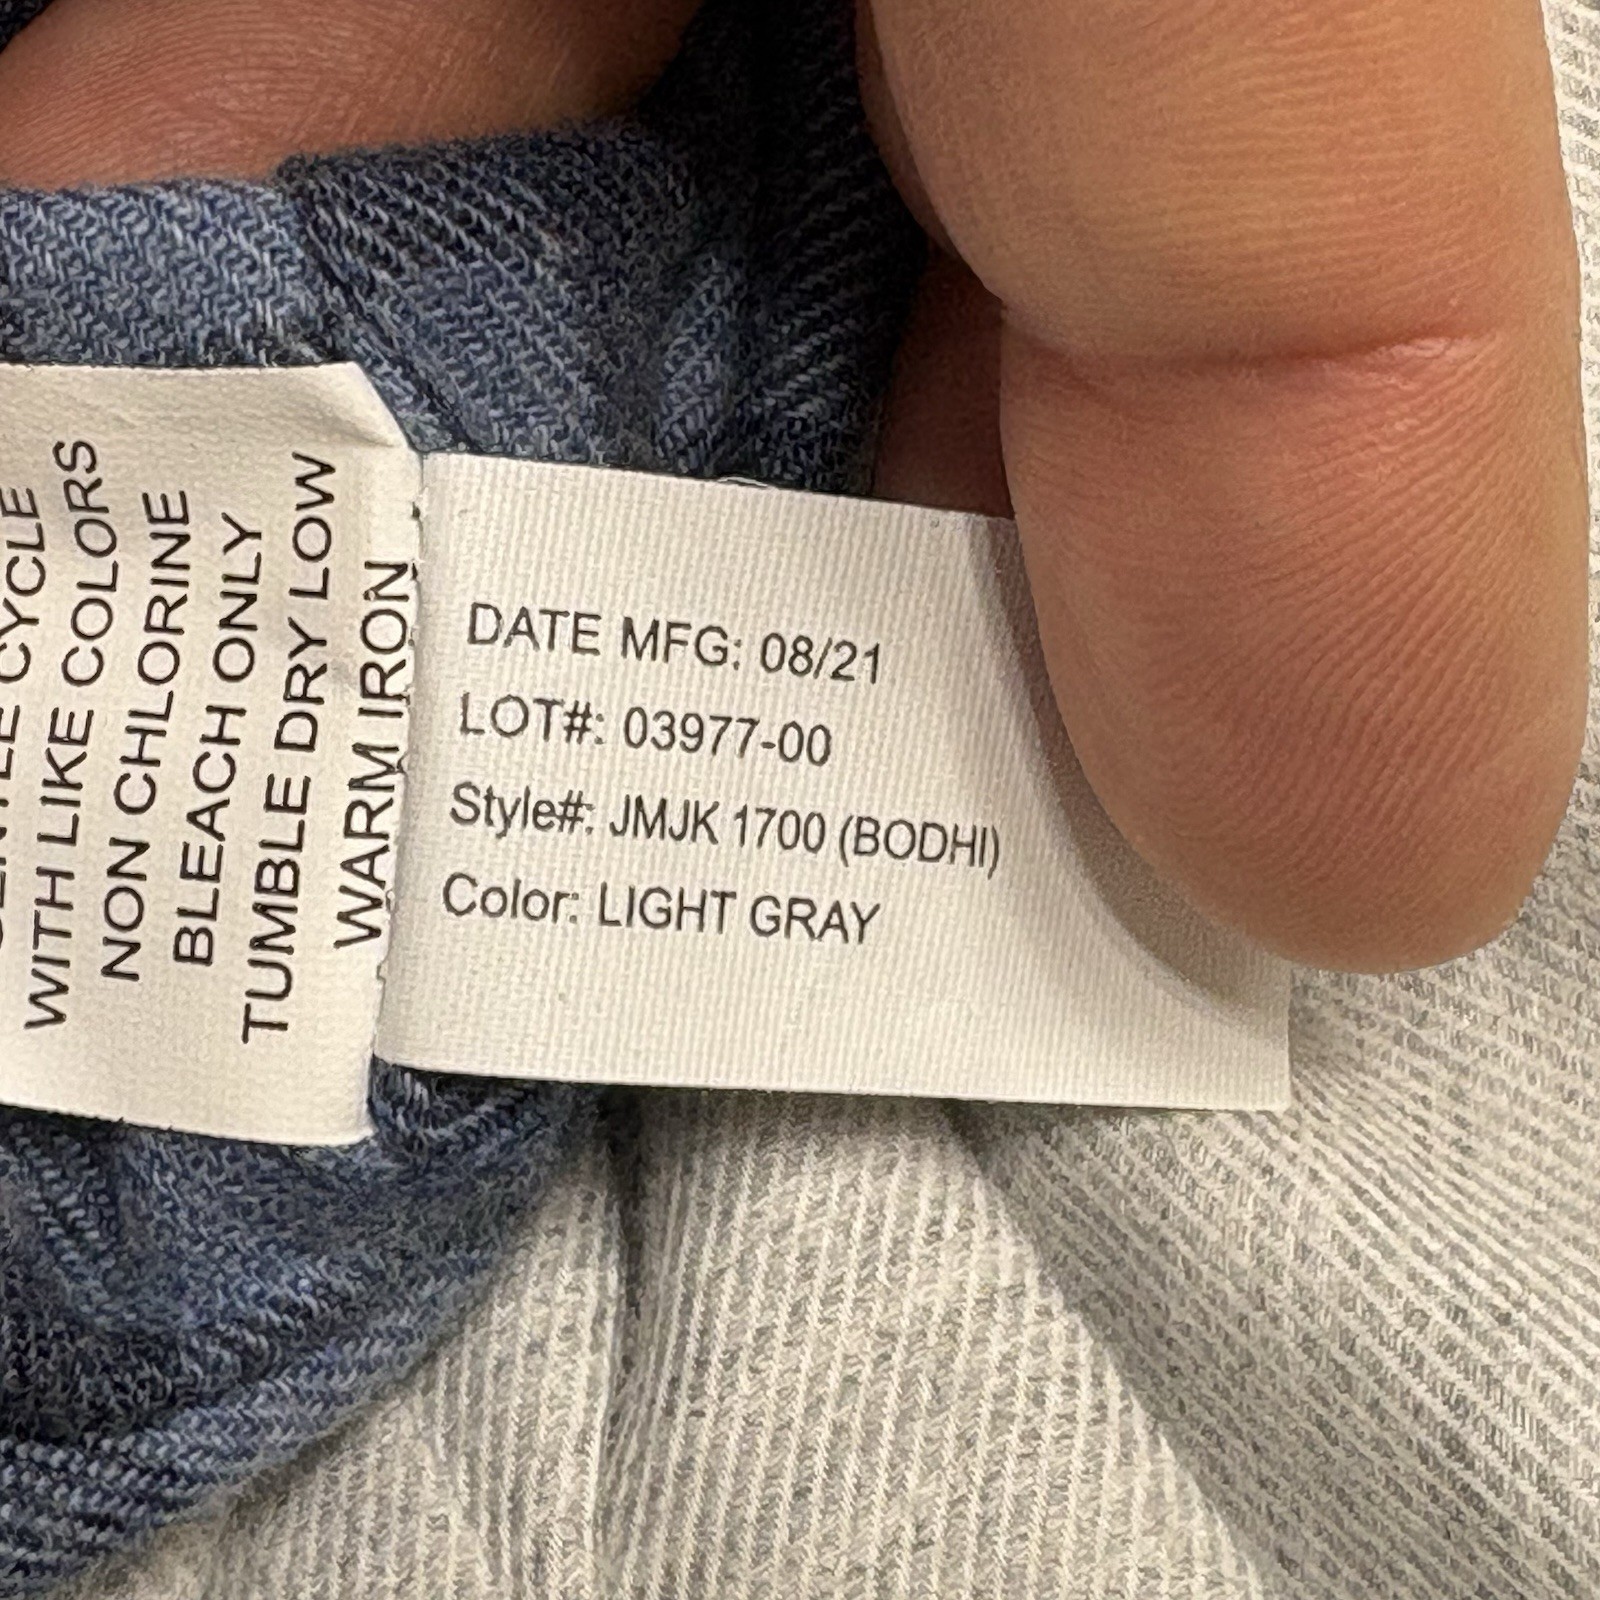 CYCLE
WITH LIKE COLORS
NON CHLORINE
BLEACH ONLY
TUMBLE DRY LOW
WARM IRON
DATE MFG: 08/21
LOT#: 03977-00
Style#: JMJK 1700 (BODHI)
Color: LIGHT GRAY